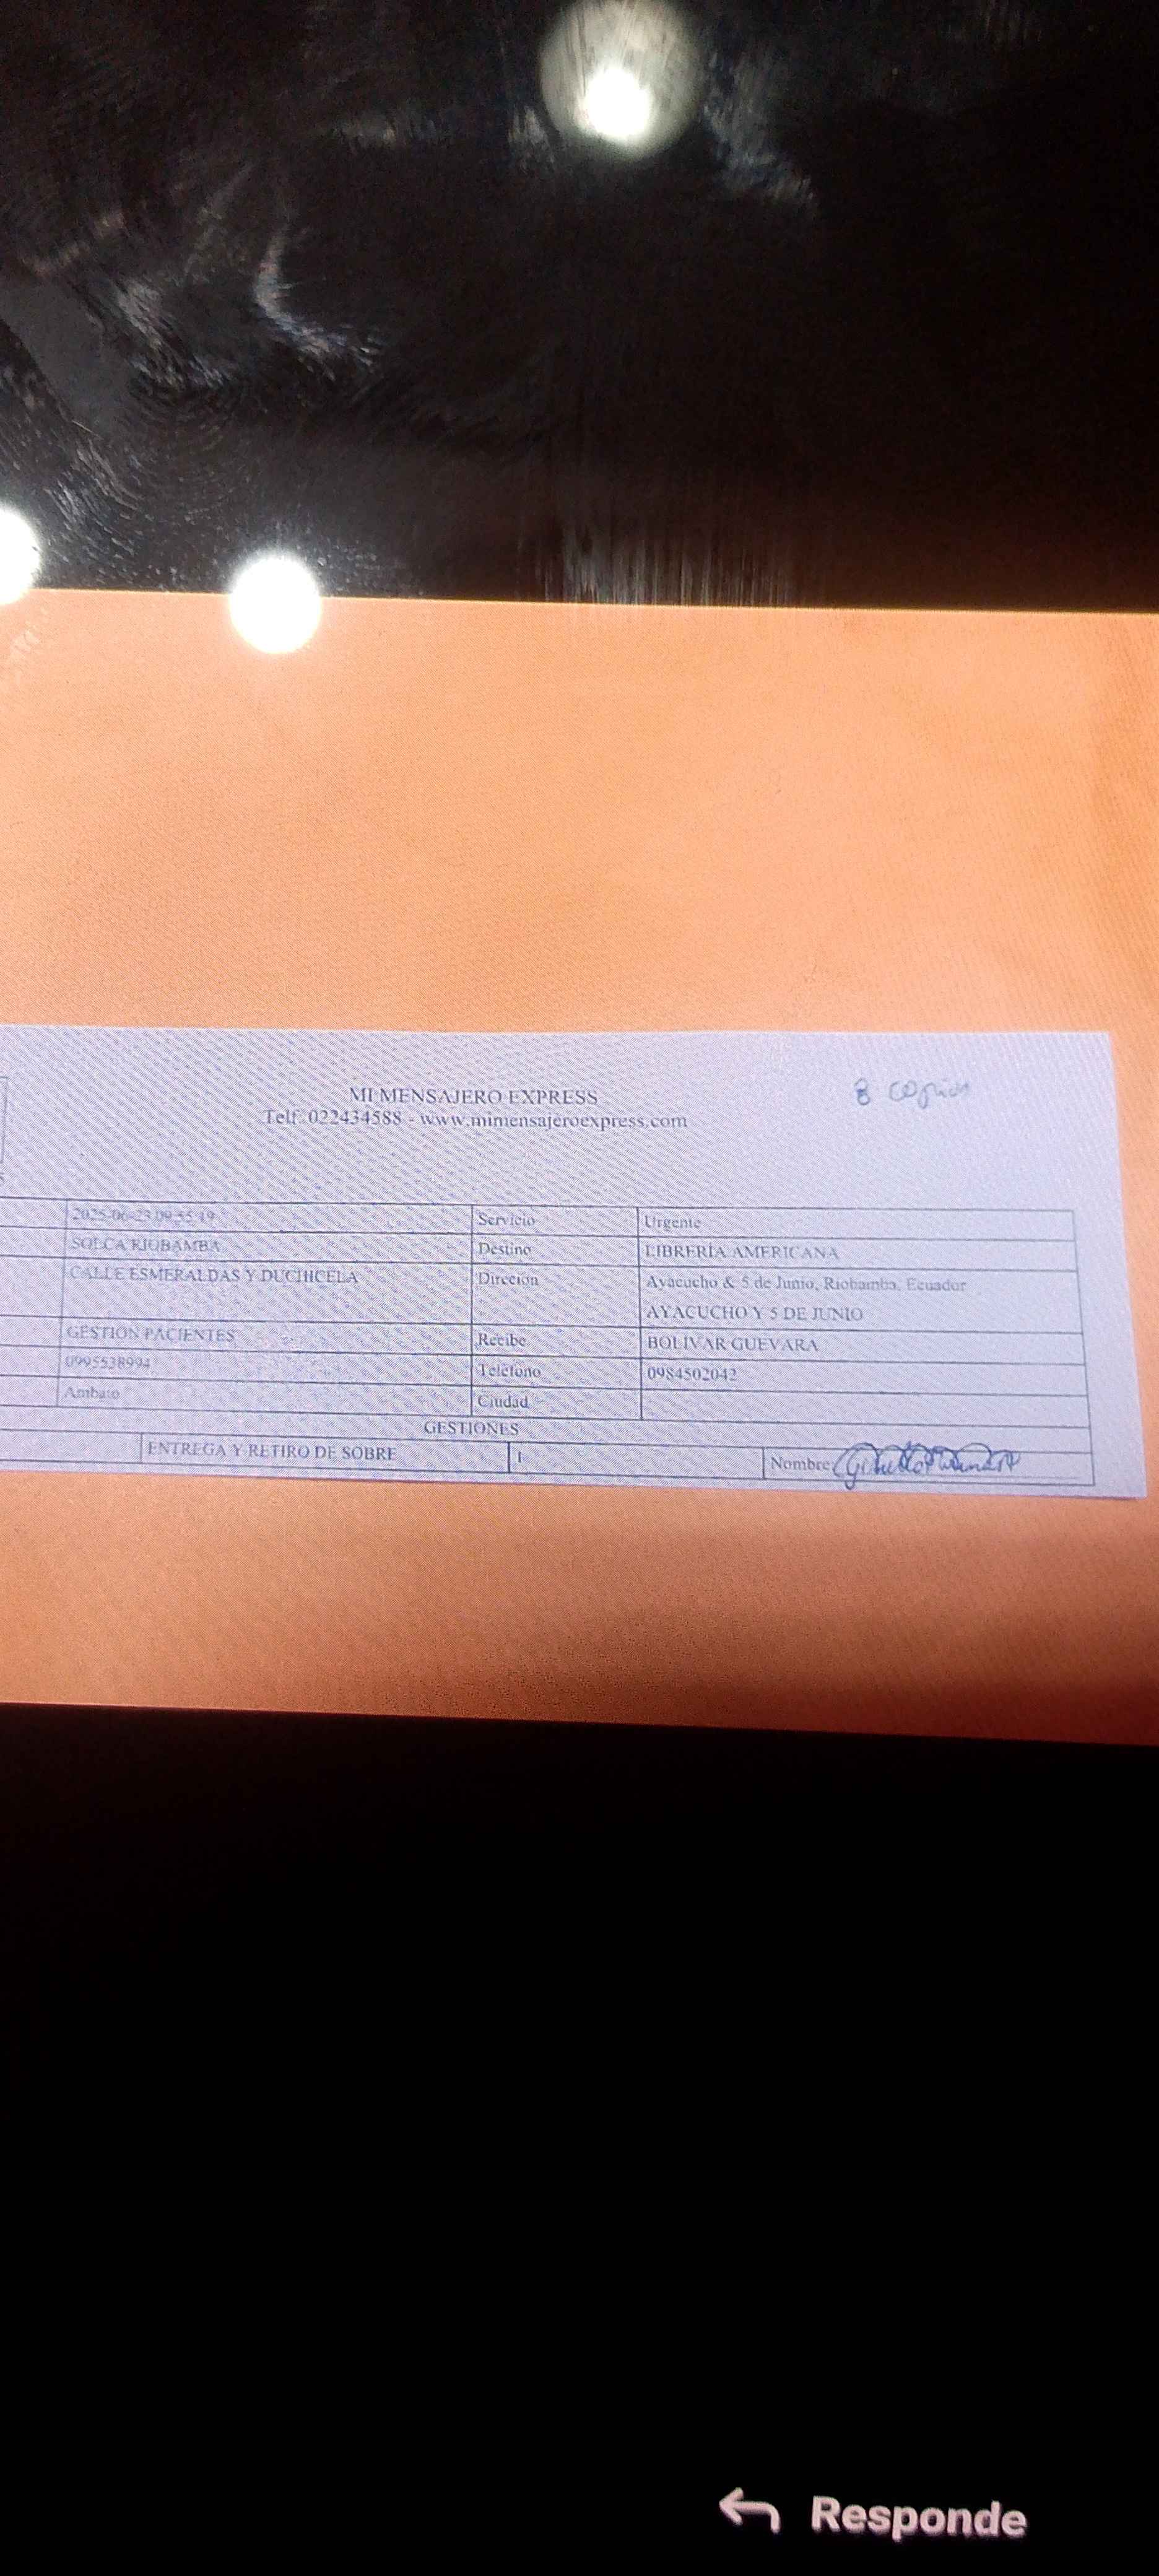 8 copias
MI MENSAJERO EXPRESS
Telf: 022434588 - www.mimensajeroexpress.com
2025-06-23 09:55:49 Servicio Urgente
SOLCA RIOBAMBA Destino LIBRERÍA AMERICANA
CALLE ESMERALDAS Y DUCHICELA Direcion Ayacucho & 5 de Junio, Riobamba, Ecuador
AYACUCHO Y 5 DE JUNIO
GESTION PACIENTES Recibe BOLIVAR GUEVARA
0995538994 Teléfono 0984502042
Ambato Ciudad
GESTIONES
ENTREGA Y RETIRO DE SOBRE 1 Nombre
Responde